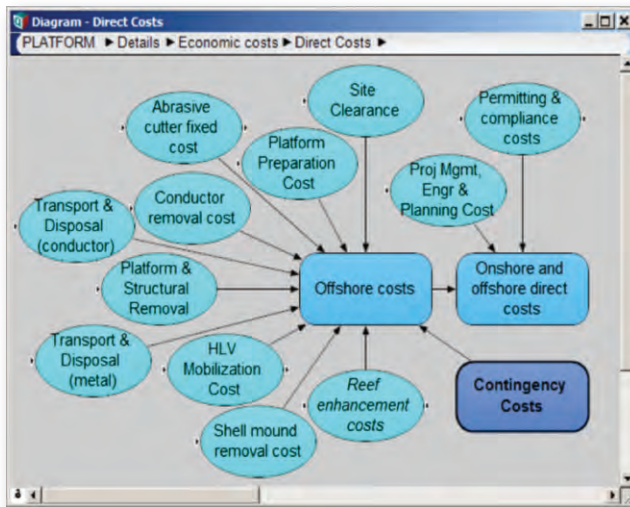 Diagram - Direct Costs
PLATFORM ► Details ► Economic costs ► Direct Costs ►
Site
Clearance
Abrasive
cutter fixed
cost
Permitting &
compliance
costs
Platform
Preparation
Cost
Proj Mgmt,
Engr &
Planning Cost
Conductor
removal cost
Transport &
Disposal
(conductor)
Platform &
Structural
Removal
Offshore costs
Onshore and
offshore direct
costs
Transport &
Disposal
(metal)
HLV
Mobilization
Cost
Reef
enhancement
costs
Contingency
Costs
Shell mound
removal cost